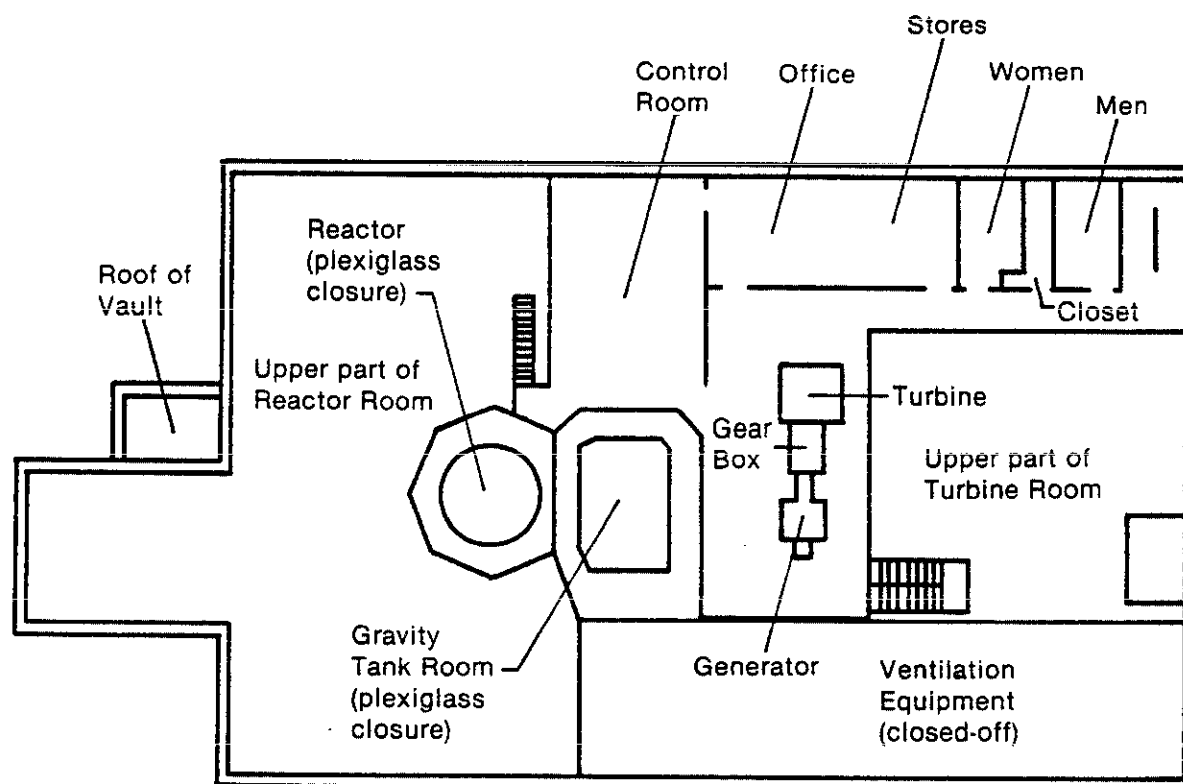 Stores
Control
Room
Office
Women
Men
Reactor
(plexiglass
closure)
Roof of
Vault
Closet
Upper part of
Reactor Room
Turbine
Gear
Box
Upper part of
Turbine Room
Gravity
Tank Room
(plexiglass
closure)
Generator
Ventilation
Equipment
(closed-off)